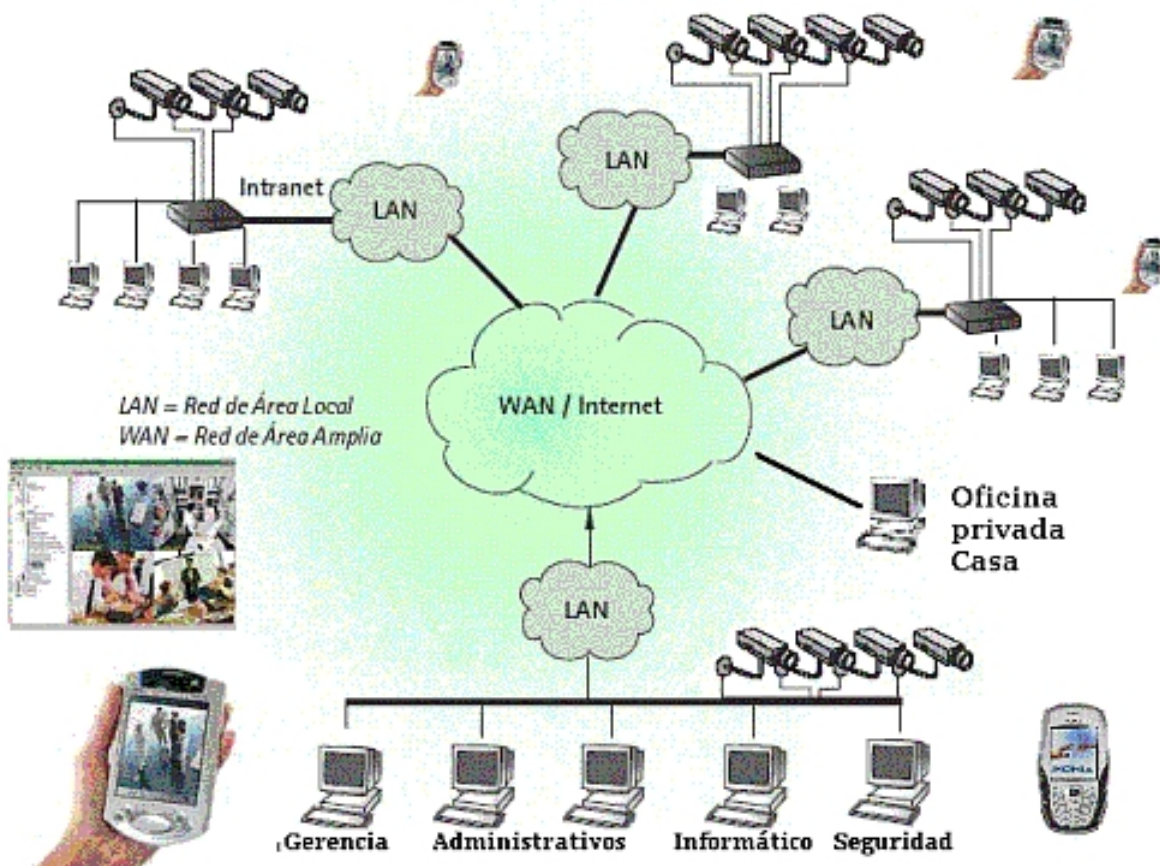 LAN
Intranet
LAN
LAN
WAN / Internet
LAN = Red de Área Local
WAN = Red de Área Amplia
Oficina
privada
Casa
LAN
NOKIA
Gerencia
Administrativos
Informático
Seguridad